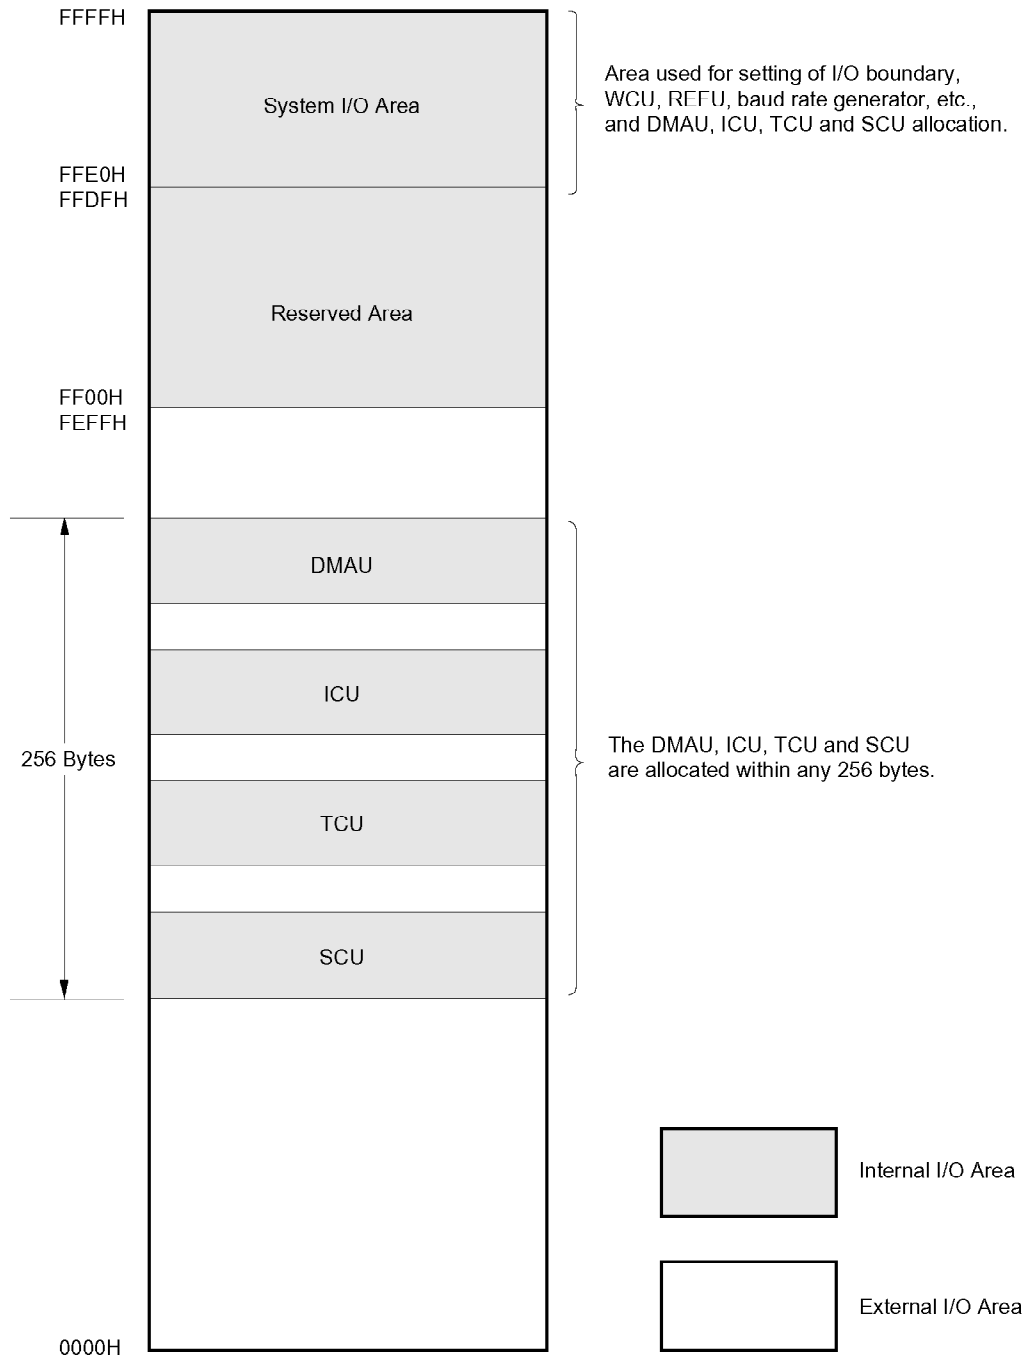 FFFFH
System I/O Area
Area used for setting of I/O boundary,
WCU, REFU, baud rate generator, etc.,
and DMAU, ICU, TCU and SCU allocation.
FFE0H
FFDFH
Reserved Area
FF00H
FEFFH
DMAU
ICU
256 Bytes
The DMAU, ICU, TCU and SCU
are allocated within any 256 bytes.
TCU
SCU
Internal I/O Area
External I/O Area
0000H